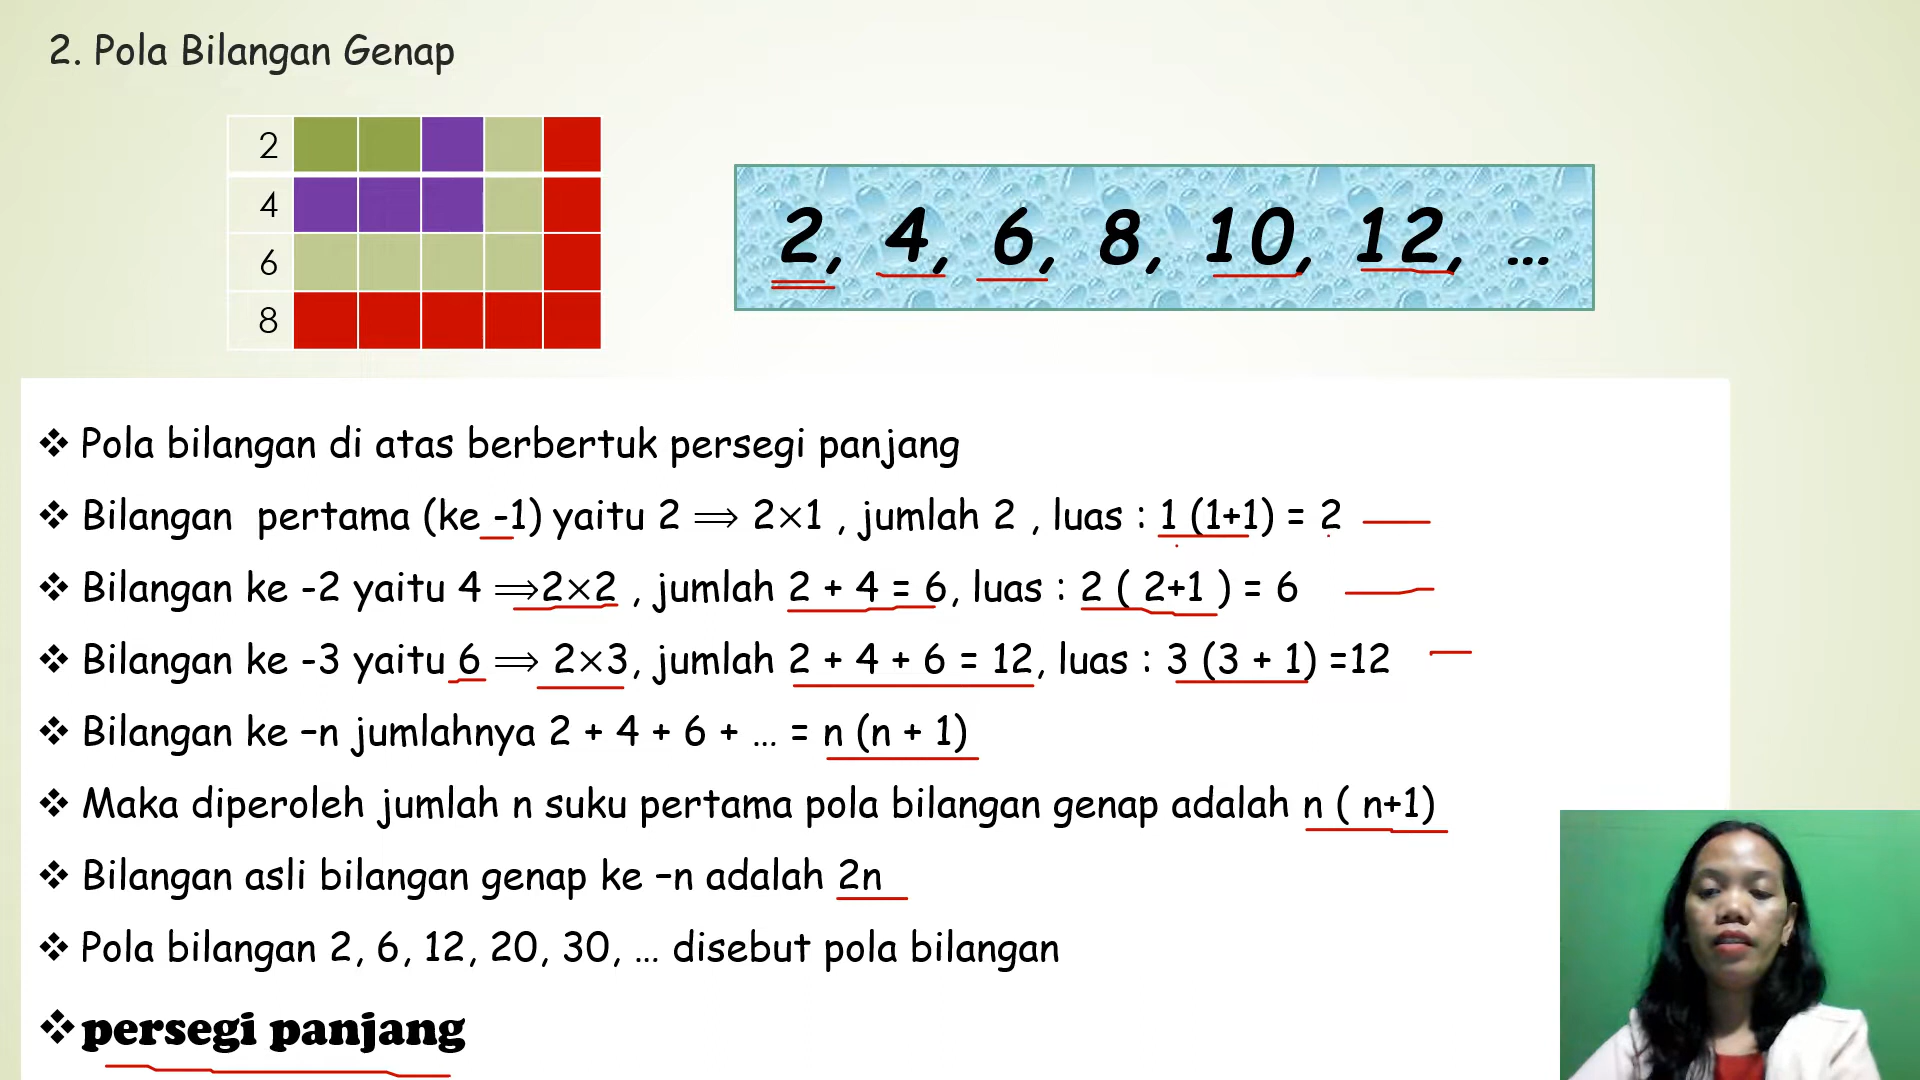 2. Pola Bilangan Genap
2
4
6
8
2, 4, 6, 8, 10, 12, ...
❖ Pola bilangan di atas berbertuk persegi panjang
❖ Bilangan pertama (ke -1) yaitu 2 ⟹ 2×1 , jumlah 2 , luas : 1 (1+1) = 2
❖ Bilangan ke -2 yaitu 4 ⟹2×2 , jumlah 2 + 4 = 6, luas : 2 ( 2+1 ) = 6
❖ Bilangan ke -3 yaitu 6 ⟹ 2×3, jumlah 2 + 4 + 6 = 12, luas : 3 (3 + 1) =12
❖ Bilangan ke –n jumlahnya 2 + 4 + 6 + ... = n (n + 1)
❖ Maka diperoleh jumlah n suku pertama pola bilangan genap adalah n ( n+1)
❖ Bilangan asli bilangan genap ke –n adalah 2n
❖ Pola bilangan 2, 6, 12, 20, 30, ... disebut pola bilangan
❖persegi panjang